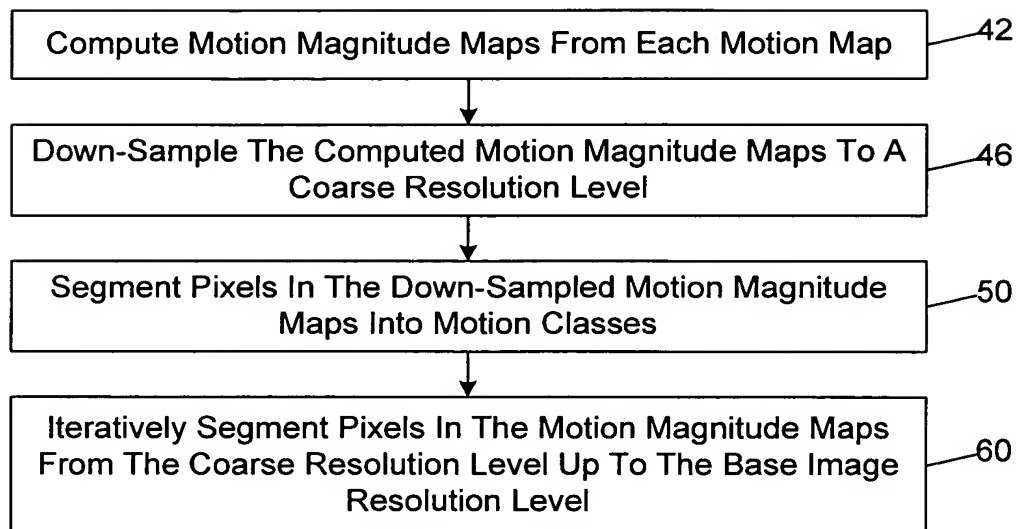 Compute Motion Magnitude Maps From Each Motion Map
42
Down-Sample The Computed Motion Magnitude Maps To A
Coarse Resolution Level
46
Segment Pixels In The Down-Sampled Motion Magnitude
Maps Into Motion Classes
50
Iteratively Segment Pixels In The Motion Magnitude Maps
From The Coarse Resolution Level Up To The Base Image
Resolution Level
60